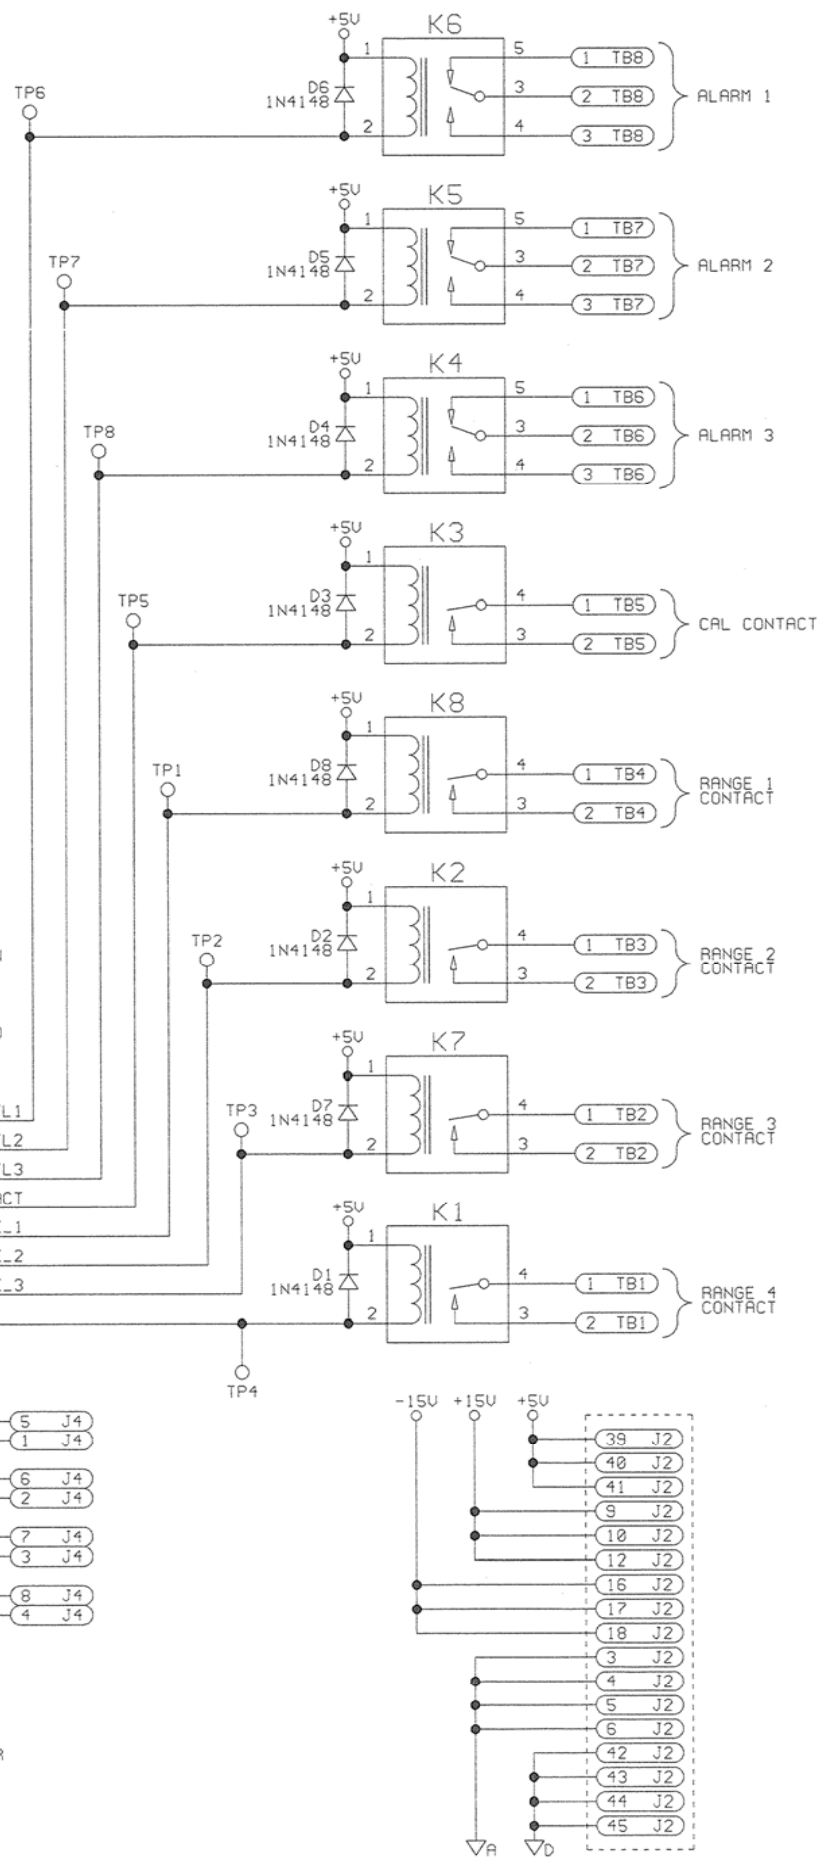 +5V K6
1 5 1 TB8
TP6 D6 1N4148 3 2 TB8 ALARM 1
2 4 3 TB8
+5V K5
1 5 1 TB7
TP7 D5 1N4148 3 2 TB7 ALARM 2
2 4 3 TB7
+5V K4
1 5 1 TB6
TP8 D4 1N4148 3 2 TB6 ALARM 3
2 4 3 TB6
+5V K3
1
TP5 D3 1N4148 4 1 TB5 CAL CONTACT
2 3 2 TB5
+5V K8
1
TP1 D8 1N4148 4 1 TB4 RANGE 1
CONTACT
2 3 2 TB4
+5V K2
1
TP2 D2 1N4148 4 1 TB3 RANGE 2
CONTACT
2 3 2 TB3
+5V K7
1
TP3 D7 1N4148 4 1 TB2 RANGE 3
CONTACT
2 3 2 TB2
L1
L2
L3
ACT
_1
_2
_3
+5V K1
1
D1 1N4148 4 1 TB1 RANGE 4
CONTACT
2 3 2 TB1
TP4
5 J4
1 J4
6 J4
2 J4
7 J4
3 J4
8 J4
4 J4
-15V +15V +5V
39 J2
40 J2
41 J2
9 J2
10 J2
12 J2
16 J2
17 J2
18 J2
3 J2
4 J2
5 J2
6 J2
42 J2
43 J2
44 J2
45 J2
A D
R